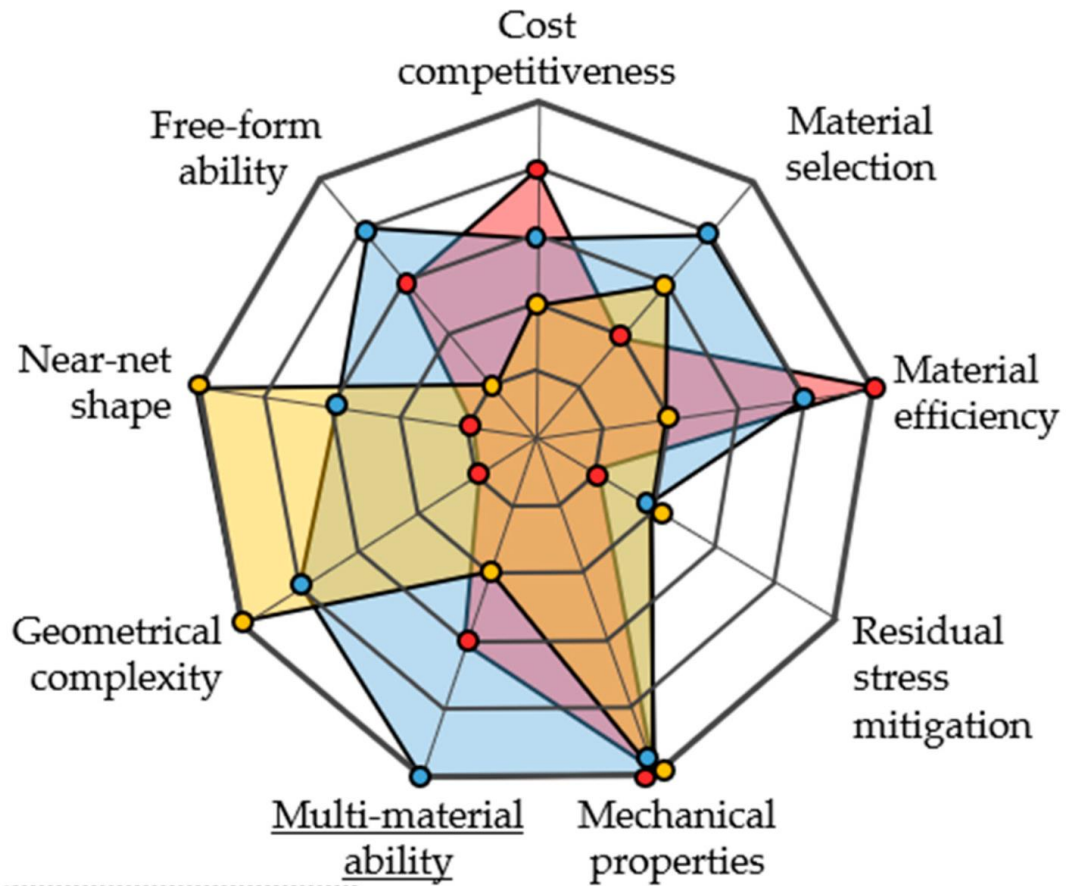 Cost
competitiveness
Material
selection
Free-form
ability
Near-net
shape
Material
efficiency
Geometrical
complexity
Residual
stress
mitigation
Multi-material
ability
Mechanical
properties